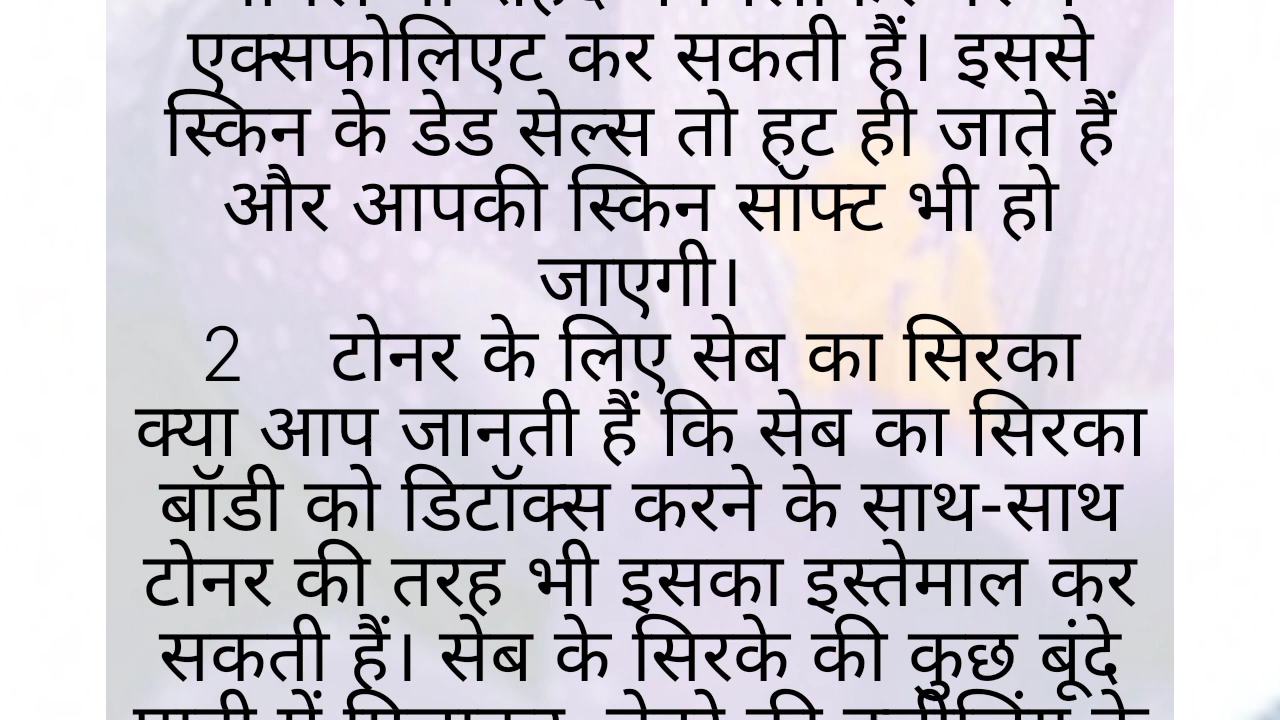 एक्सफोलिएट कर सकती हैं। इससे
स्किन के डेड सेल्स तो हट ही जाते हैं
और आपकी स्किन सॉफ्ट भी हो
जाएगी।
2 टोनर के लिए सेब का सिरका
क्या आप जानती हैं कि सेब का सिरका
बॉडी को डिटॉक्स करने के साथ-साथ
टोनर की तरह भी इसका इस्तेमाल कर
सकती हैं। सेब के सिरके की कुछ बूंदे